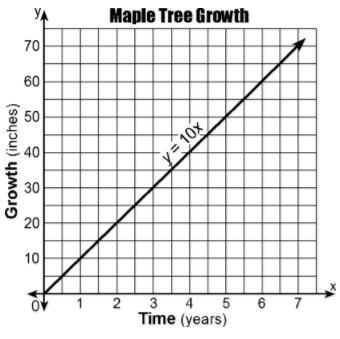 Maple Tree Growth
y
70
60
50
40
30
20
10
0
Growth (inches)
y = 10x
1 2 3 4 5 6 7
x
Time (years)